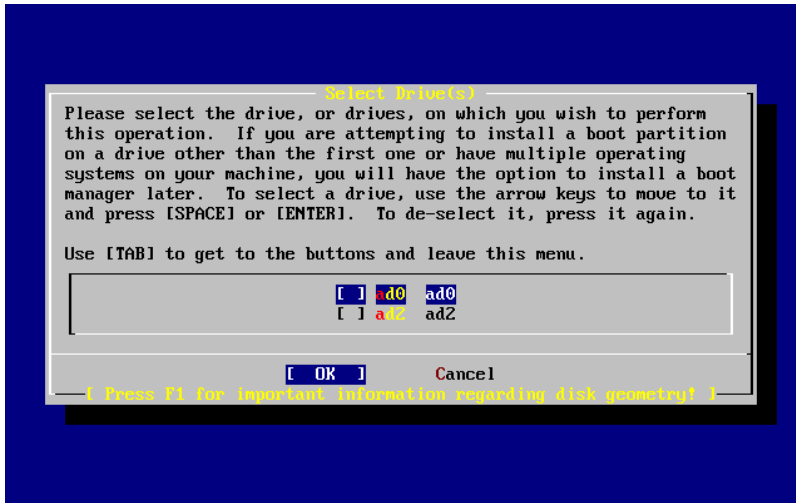 Select Drive(s)
Please select the drive, or drives, on which you wish to perform
this operation.  If you are attempting to install a boot partition
on a drive other than the first one or have multiple operating
systems on your machine, you will have the option to install a boot
manager later.  To select a drive, use the arrow keys to move to it
and press [SPACE] or [ENTER].  To de-select it, press it again.
Use [TAB] to get to the buttons and leave this menu.
[ ] ad0  ad0
[ ] ad2  ad2
[  OK  ]       Cancel
[ Press F1 for important information regarding disk geometry! ]